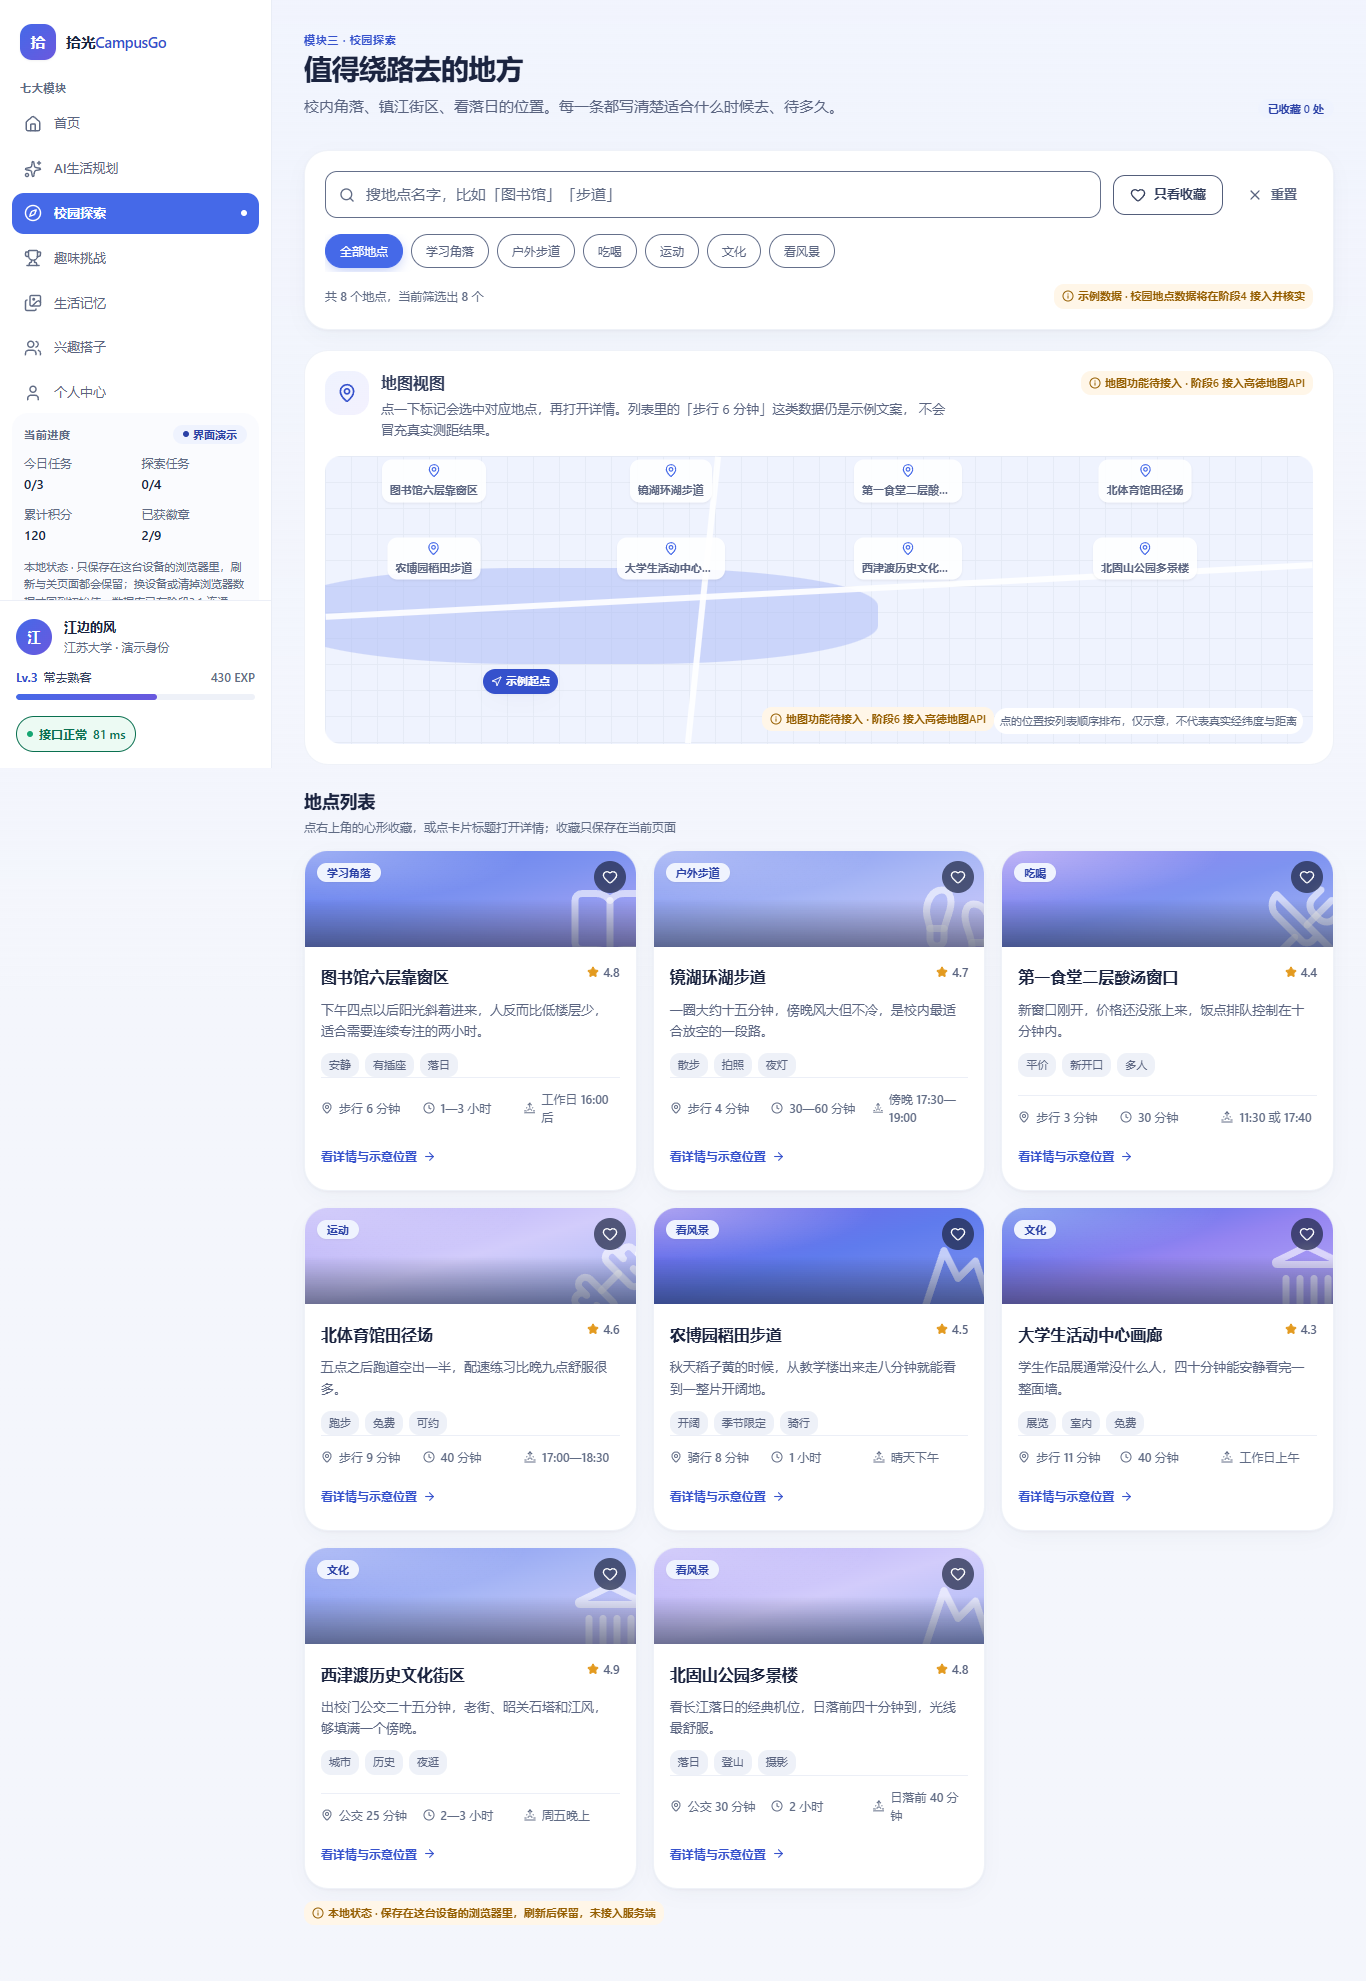 拾
拾光CampusGo
七大模块
首页
AI生活规划
校园探索
趣味挑战
生活记忆
兴趣搭子
个人中心
当前进度
界面演示
今日任务
探索任务
0/3
0/4
累计积分
已获徽章
120
2/9
本地状态 · 只保存在这台设备的浏览器里，刷
新与关页面都会保留；换设备或清掉浏览器数
江
江边的风
江苏大学 · 演示身份
Lv.3 常去熟客
430 EXP
接口正常 81 ms
模块三 · 校园探索
值得绕路去的地方
校内角落、镇江街区、看落日的位置。每一条都写清楚适合什么时候去、待多久。
已收藏 0 处
搜地点名字，比如「图书馆」「步道」
只看收藏
重置
全部地点
学习角落
户外步道
吃喝
运动
文化
看风景
共 8 个地点，当前筛选出 8 个
示例数据 · 校园地点数据将在阶段4 接入并核实
地图视图
地图功能待接入 · 阶段6 接入高德地图API
点一下标记会选中对应地点，再打开详情。列表里的「步行 6 分钟」这类数据仍是示例文案， 不会
冒充真实测距结果。
图书馆六层靠窗区
镜湖环湖步道
第一食堂二层酸...
北体育馆田径场
农博园稻田步道
大学生活动中心...
西津渡历史文化...
北固山公园多景楼
示例起点
地图功能待接入 · 阶段6 接入高德地图API
点的位置按列表顺序排布，仅示意，不代表真实经纬度与距离
地点列表
点右上角的心形收藏，或点卡片标题打开详情；收藏只保存在当前页面
学习角落
图书馆六层靠窗区
4.8
下午四点以后阳光斜着进来，人反而比低楼层少，
适合需要连续专注的两小时。
安静
有插座
落日
步行 6 分钟
1—3 小时
工作日 16:00
后
看详情与示意位置
户外步道
镜湖环湖步道
4.7
一圈大约十五分钟，傍晚风大但不冷，是校内最适
合放空的一段路。
散步
拍照
夜灯
步行 4 分钟
30—60 分钟
傍晚 17:30—
19:00
看详情与示意位置
吃喝
第一食堂二层酸汤窗口
4.4
新窗口刚开，价格还没涨上来，饭点排队控制在十
分钟内。
平价
新开口
多人
步行 3 分钟
30 分钟
11:30 或 17:40
看详情与示意位置
运动
北体育馆田径场
4.6
五点之后跑道空出一半，配速练习比晚九点舒服很
多。
跑步
免费
可约
步行 9 分钟
40 分钟
17:00—18:30
看详情与示意位置
看风景
农博园稻田步道
4.5
秋天稻子黄的时候，从教学楼出来走八分钟就能看
到一整片开阔地。
开阔
季节限定
骑行
骑行 8 分钟
1 小时
晴天下午
看详情与示意位置
文化
大学生活动中心画廊
4.3
学生作品展通常没什么人，四十分钟能安静看完一
整面墙。
展览
室内
免费
步行 11 分钟
40 分钟
工作日上午
看详情与示意位置
文化
西津渡历史文化街区
4.9
出校门公交二十五分钟，老街、昭关石塔和江风，
够填满一个傍晚。
城市
历史
夜逛
公交 25 分钟
2—3 小时
周五晚上
看详情与示意位置
看风景
北固山公园多景楼
4.8
看长江落日的经典机位，日落前四十分钟到，光线
最舒服。
落日
登山
摄影
公交 30 分钟
2 小时
日落前 40 分
钟
看详情与示意位置
本地状态 · 保存在这台设备的浏览器里，刷新后保留，未接入服务端